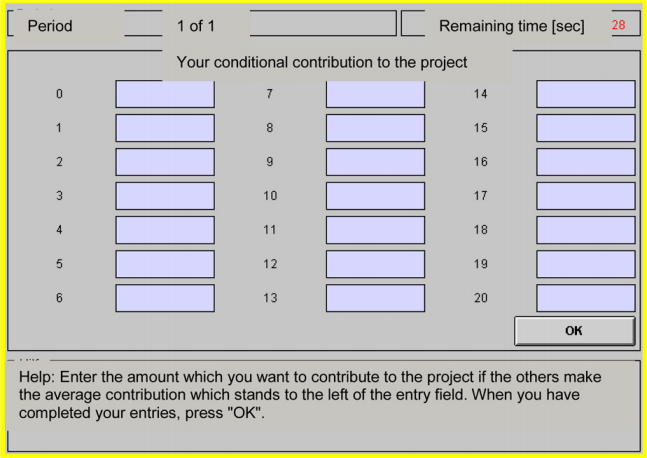 Period 1 of 1 Remaining time [sec] 28
Your conditional contribution to the project
0 7 14
1 8 15
2 9 16
3 10 17
4 11 18
5 12 19
6 13 20
OK
Help: Enter the amount which you want to contribute to the project if the others make
the average contribution which stands to the left of the entry field. When you have
completed your entries, press "OK".